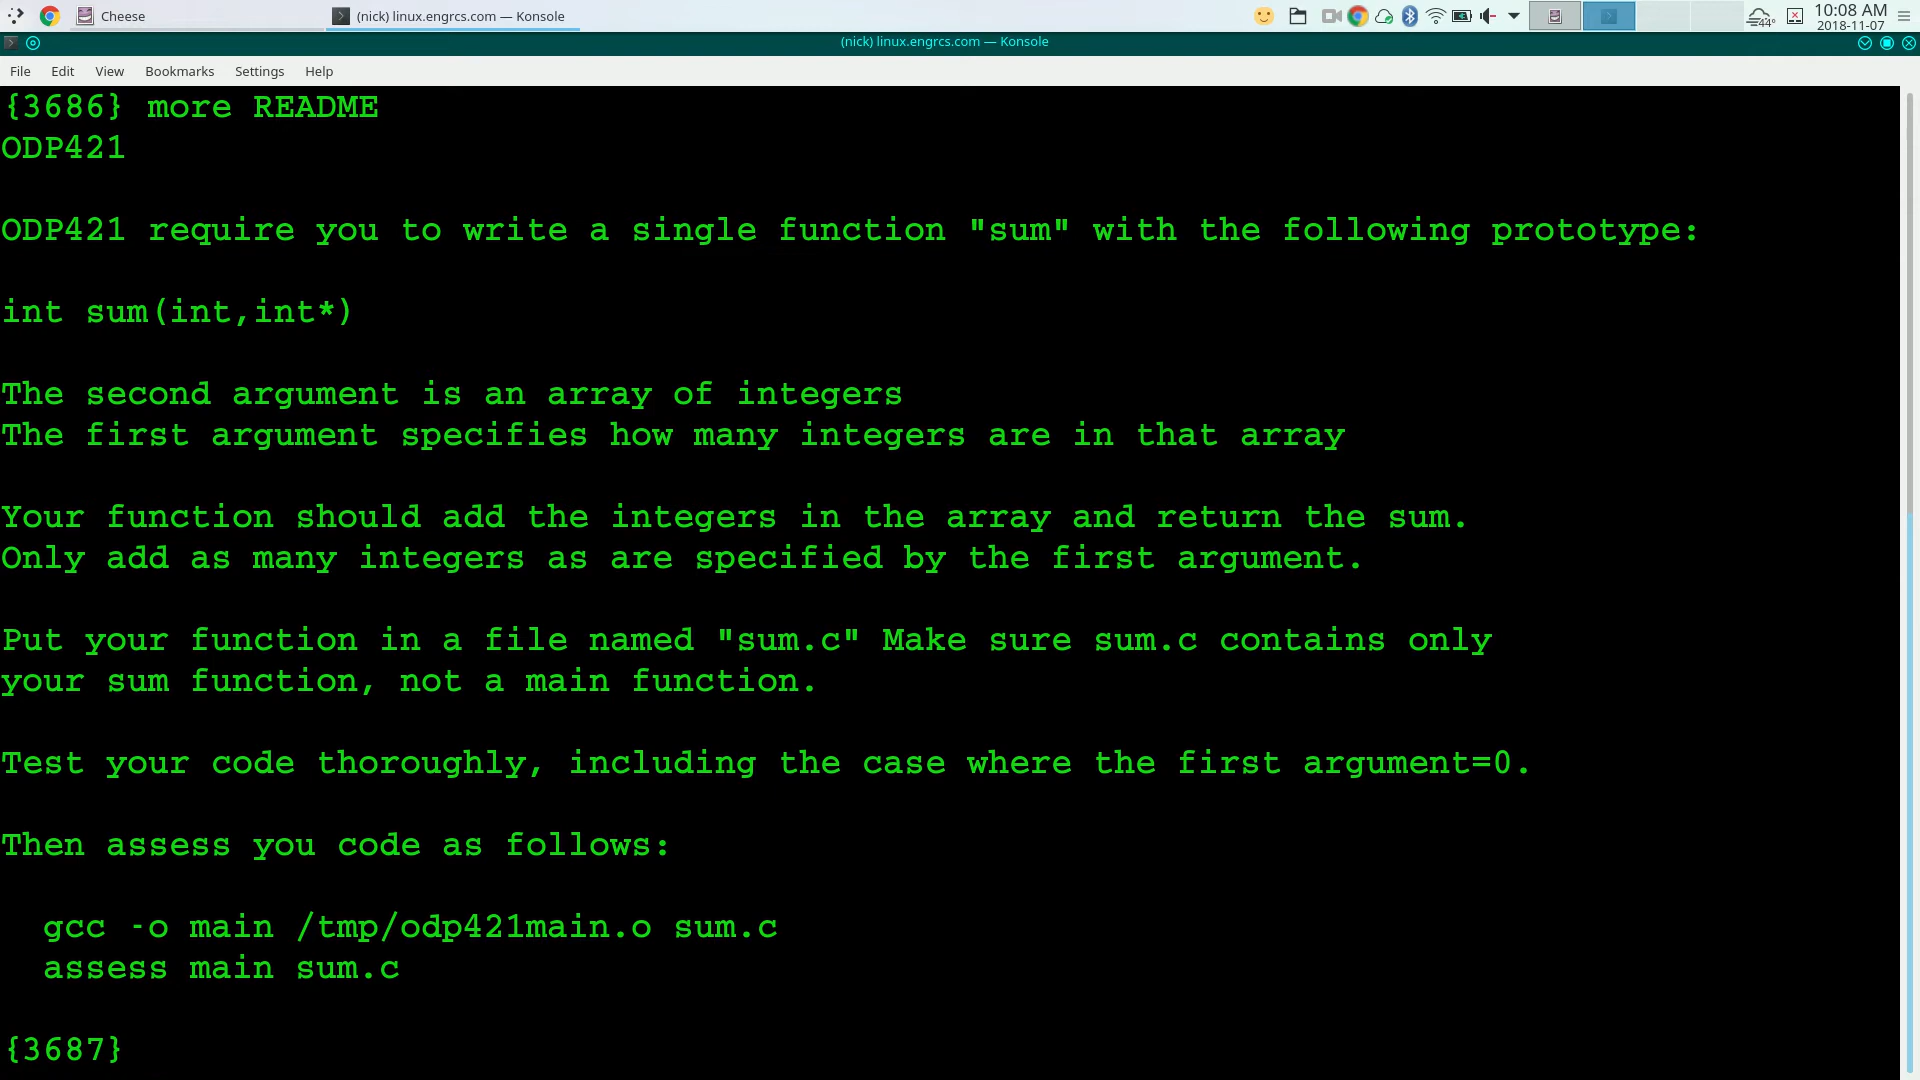 Cheese
(nick) linux.engrcs.com — Konsole
44°
10:08 AM
2018-11-07
(nick) linux.engrcs.com — Konsole
File Edit View Bookmarks Settings Help
{3686} more README
ODP421
ODP421 require you to write a single function "sum" with the following prototype:
int sum(int,int*)
The second argument is an array of integers
The first argument specifies how many integers are in that array
Your function should add the integers in the array and return the sum.
Only add as many integers as are specified by the first argument.
Put your function in a file named "sum.c" Make sure sum.c contains only
your sum function, not a main function.
Test your code thoroughly, including the case where the first argument=0.
Then assess you code as follows:
gcc -o main /tmp/odp421main.o sum.c
assess main sum.c
{3687}